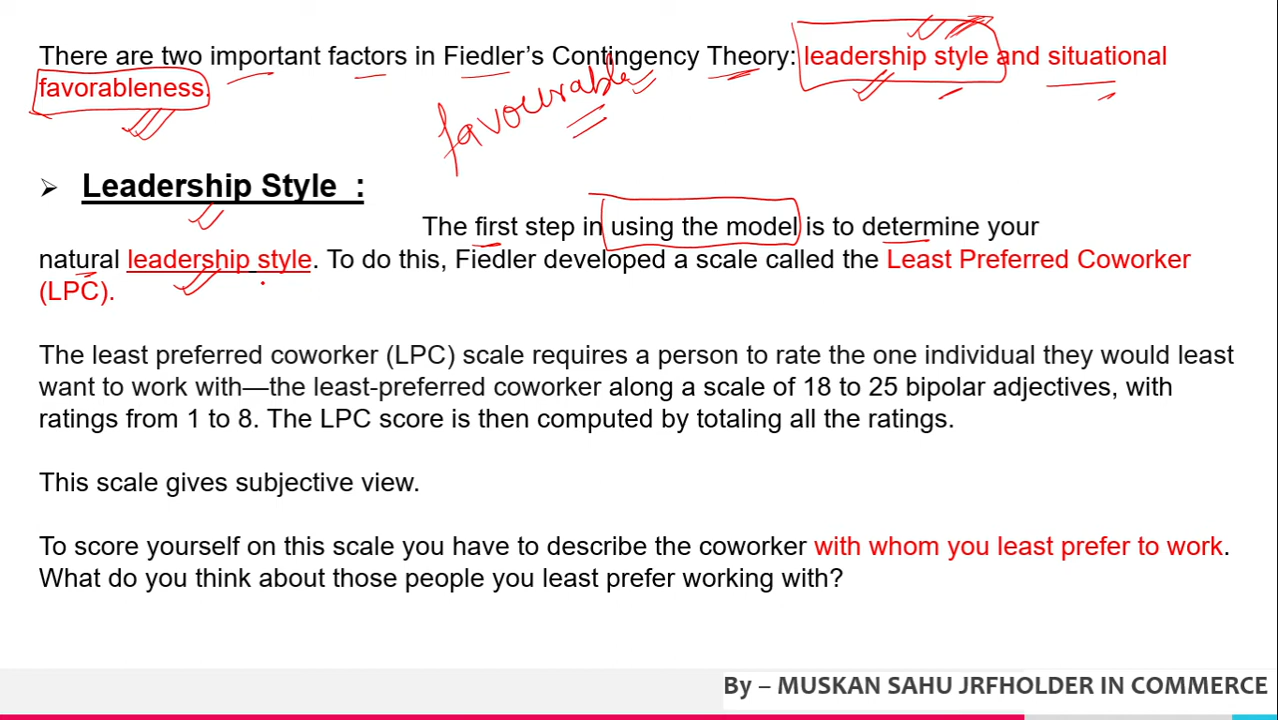 There are two important factors in Fiedler’s Contingency Theory: leadership style and situational
favorableness.
favourable
➢ Leadership Style :
The first step in using the model is to determine your
natural leadership style. To do this, Fiedler developed a scale called the Least Preferred Coworker
(LPC).
The least preferred coworker (LPC) scale requires a person to rate the one individual they would least
want to work with—the least-preferred coworker along a scale of 18 to 25 bipolar adjectives, with
ratings from 1 to 8. The LPC score is then computed by totaling all the ratings.
This scale gives subjective view.
To score yourself on this scale you have to describe the coworker with whom you least prefer to work.
What do you think about those people you least prefer working with?
By – MUSKAN SAHU JRFHOLDER IN COMMERCE